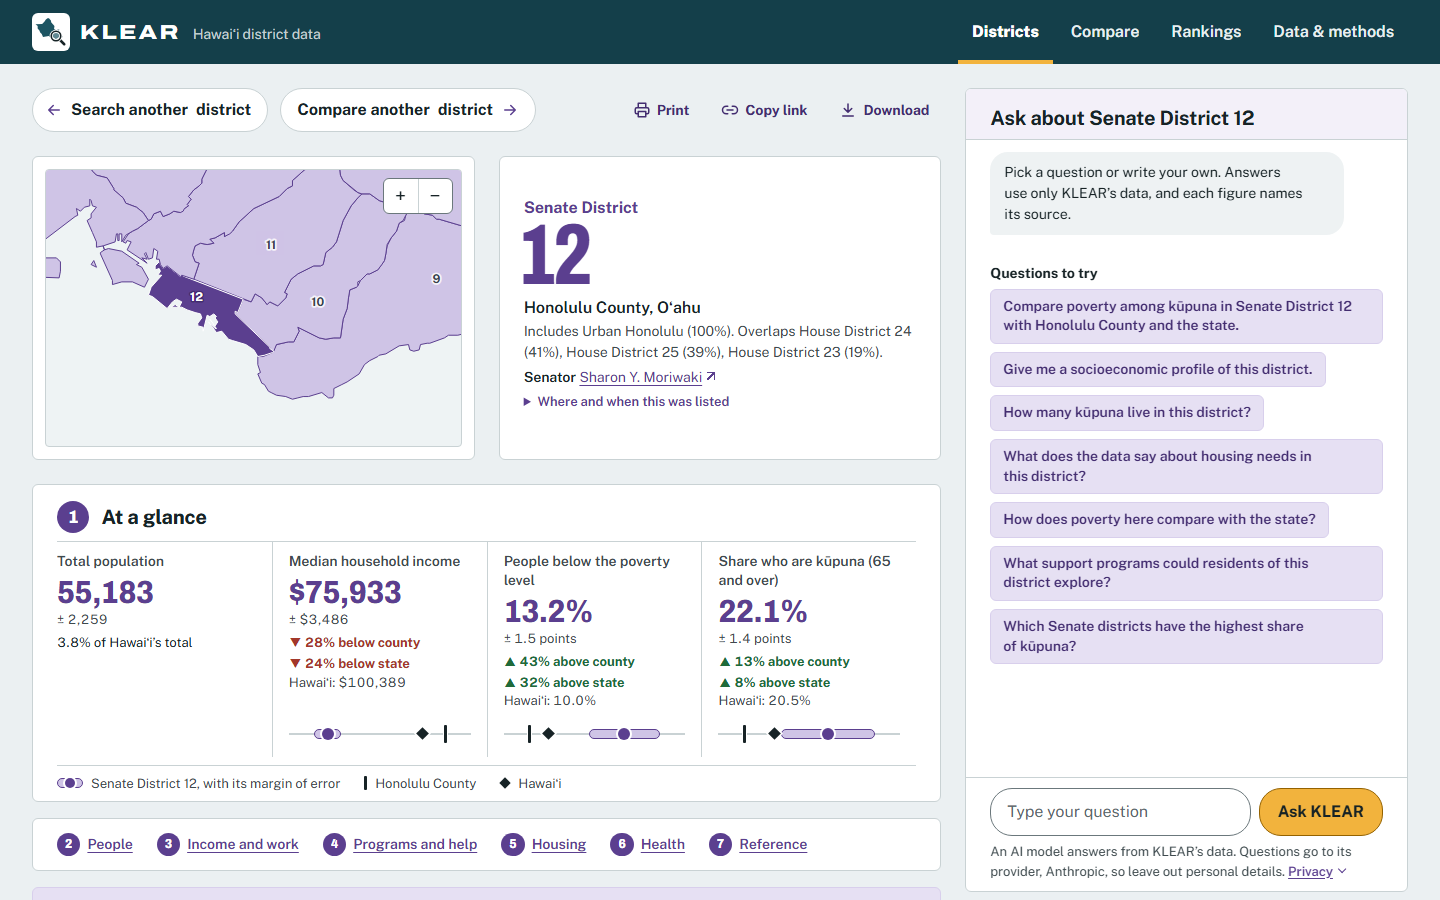 KLEAR
Hawaiʻi district data
Districts
Compare
Rankings
Data & methods
Search another district
Compare another district
Print
Copy link
Download
11
12
10
9
+
−
Senate District
12
Honolulu County, Oʻahu
Includes Urban Honolulu (100%). Overlaps House District 24
(41%), House District 25 (39%), House District 23 (19%).
Senator Sharon Y. Moriwaki
Where and when this was listed
1
At a glance
Total population
55,183
± 2,259
3.8% of Hawaiʻi's total
Median household income
$75,933
± $3,486
▼ 28% below county
▼ 24% below state
Hawaiʻi: $100,389
People below the poverty
level
13.2%
± 1.5 points
▲ 43% above county
▲ 32% above state
Hawaiʻi: 10.0%
Share who are kūpuna (65
and over)
22.1%
± 1.4 points
▲ 13% above county
▲ 8% above state
Hawaiʻi: 20.5%
Senate District 12, with its margin of error
Honolulu County
Hawaiʻi
2 People
3 Income and work
4 Programs and help
5 Housing
6 Health
7 Reference
Ask about Senate District 12
Pick a question or write your own. Answers
use only KLEAR’s data, and each figure names
its source.
Questions to try
Compare poverty among kūpuna in Senate District 12
with Honolulu County and the state.
Give me a socioeconomic profile of this district.
How many kūpuna live in this district?
What does the data say about housing needs in
this district?
How does poverty here compare with the state?
What support programs could residents of this
district explore?
Which Senate districts have the highest share
of kūpuna?
Type your question
Ask KLEAR
An AI model answers from KLEAR’s data. Questions go to its
provider, Anthropic, so leave out personal details. Privacy